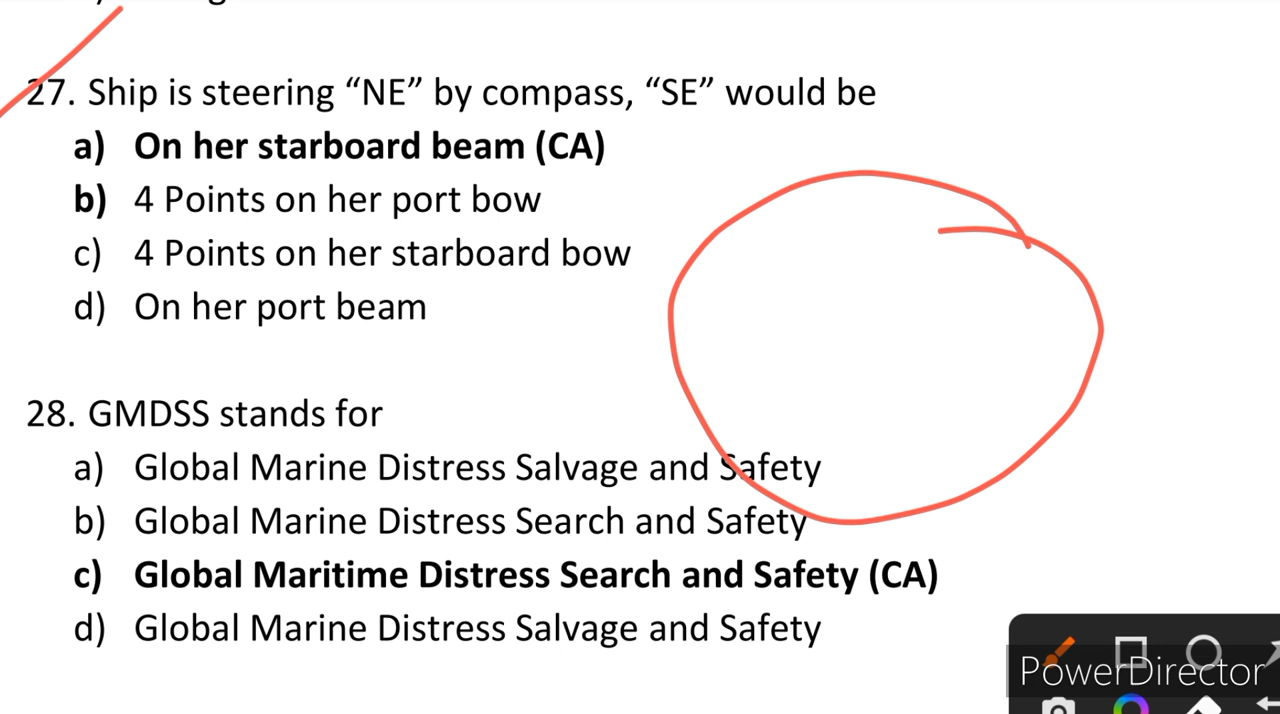 27. Ship is steering “NE” by compass, “SE” would be
a) On her starboard beam (CA)
b) 4 Points on her port bow
c) 4 Points on her starboard bow
d) On her port beam
28. GMDSS stands for
a) Global Marine Distress Salvage and Safety
b) Global Marine Distress Search and Safety
c) Global Maritime Distress Search and Safety (CA)
d) Global Marine Distress Salvage and Safety
PowerDirector